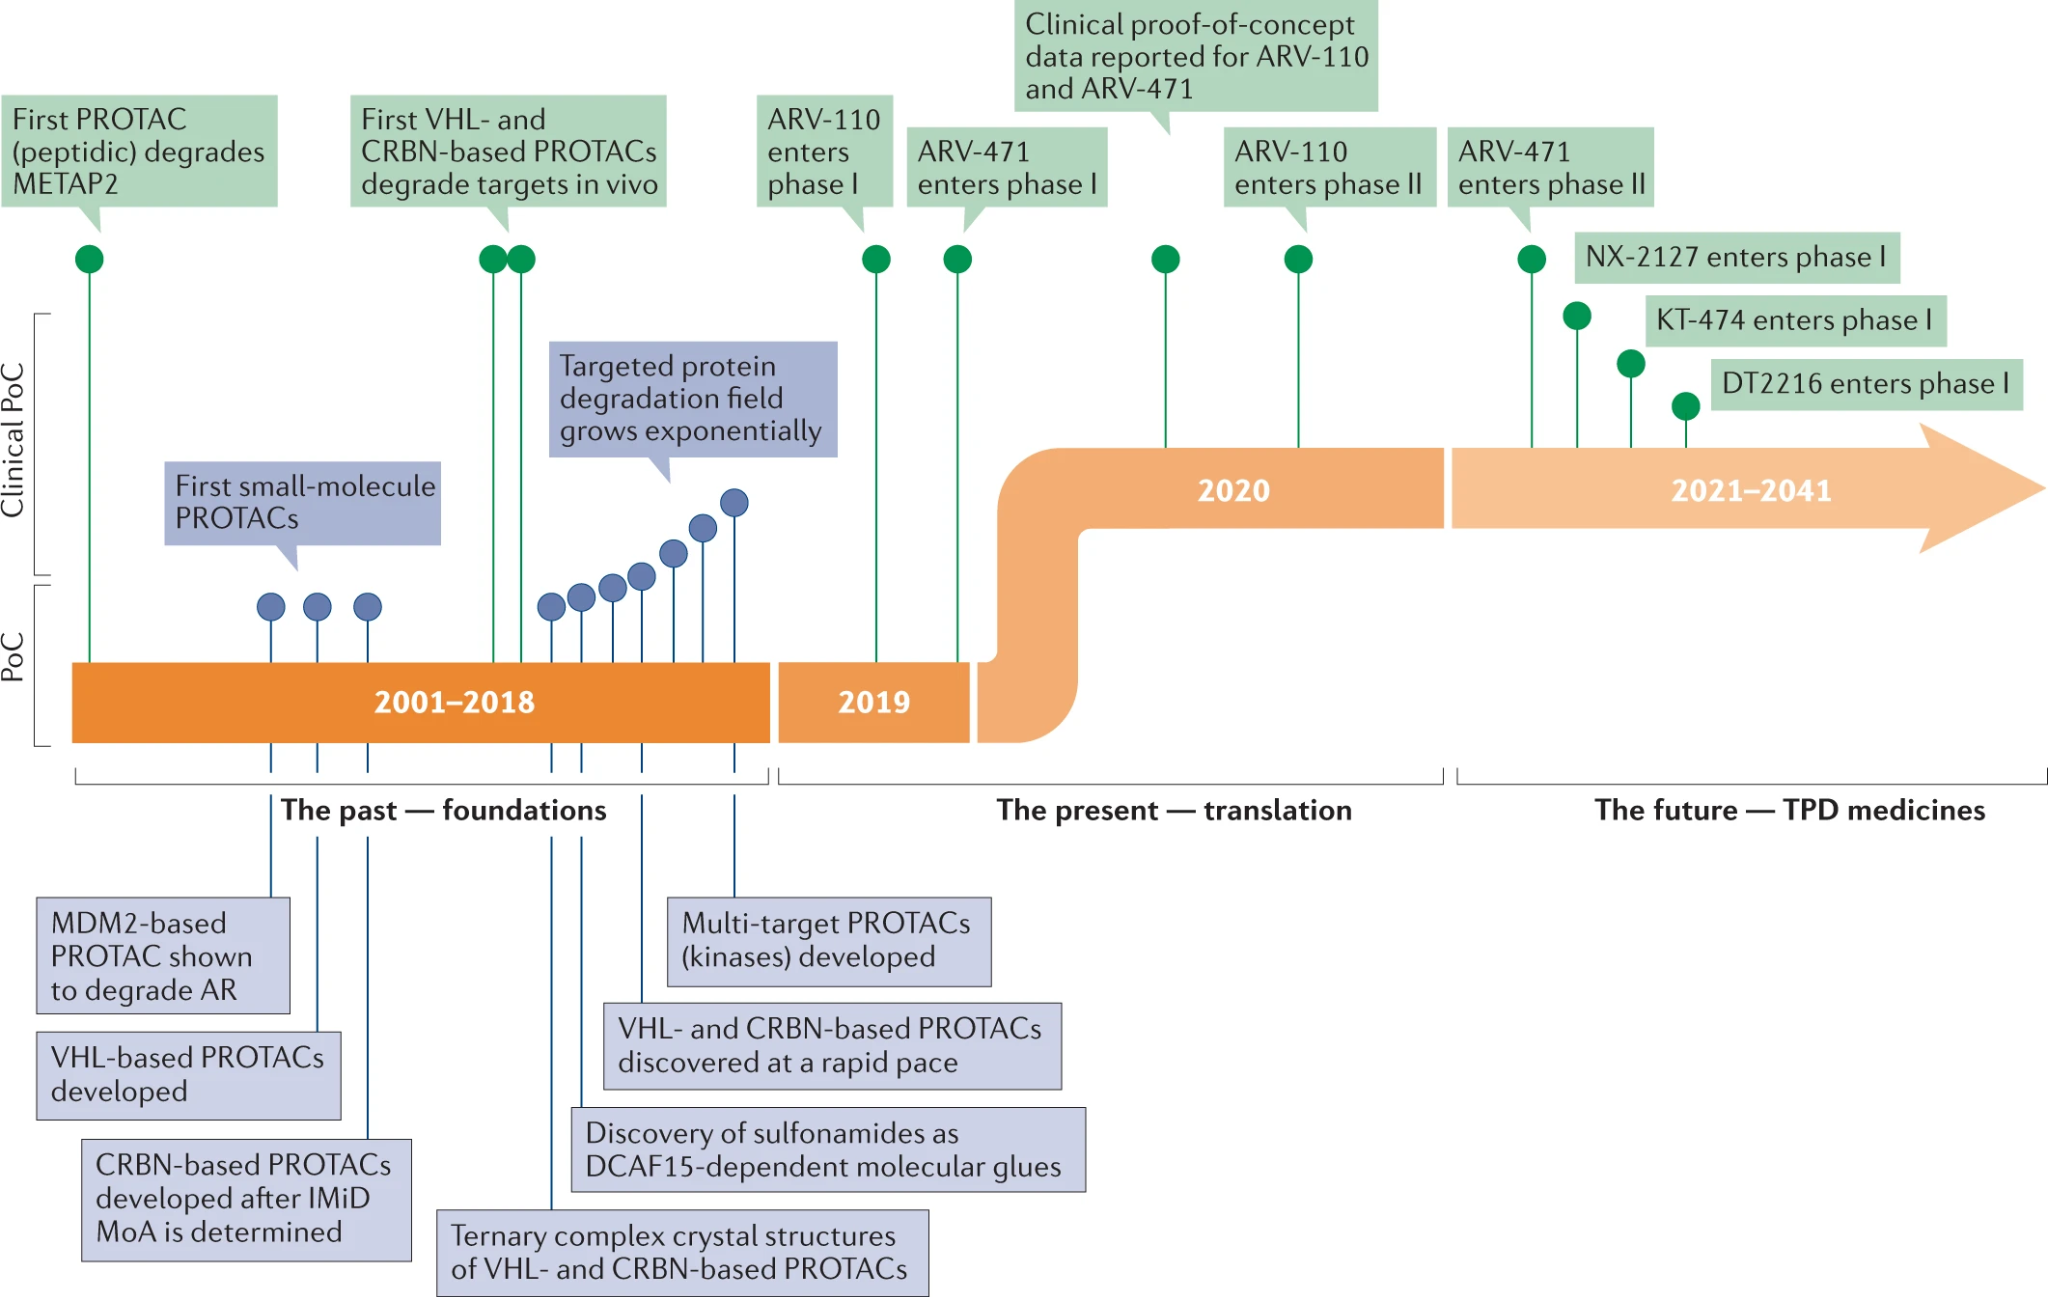 Clinical proof-of-concept
data reported for ARV-110
and ARV-471
First PROTAC
(peptidic) degrades
METAP2
First VHL- and
CRBN-based PROTACs
degrade targets in vivo
ARV-110
enters
phase I
ARV-471
enters phase I
ARV-110
enters phase II
ARV-471
enters phase II
NX-2127 enters phase I
KT-474 enters phase I
DT2216 enters phase I
Clinical PoC
PoC
Targeted protein
degradation field
grows exponentially
First small-molecule
PROTACs
2001–2018
2019
2020
2021–2041
The past — foundations
The present — translation
The future — TPD medicines
MDM2-based
PROTAC shown
to degrade AR
VHL-based PROTACs
developed
CRBN-based PROTACs
developed after IMiD
MoA is determined
Multi-target PROTACs
(kinases) developed
VHL- and CRBN-based PROTACs
discovered at a rapid pace
Discovery of sulfonamides as
DCAF15-dependent molecular glues
Ternary complex crystal structures
of VHL- and CRBN-based PROTACs